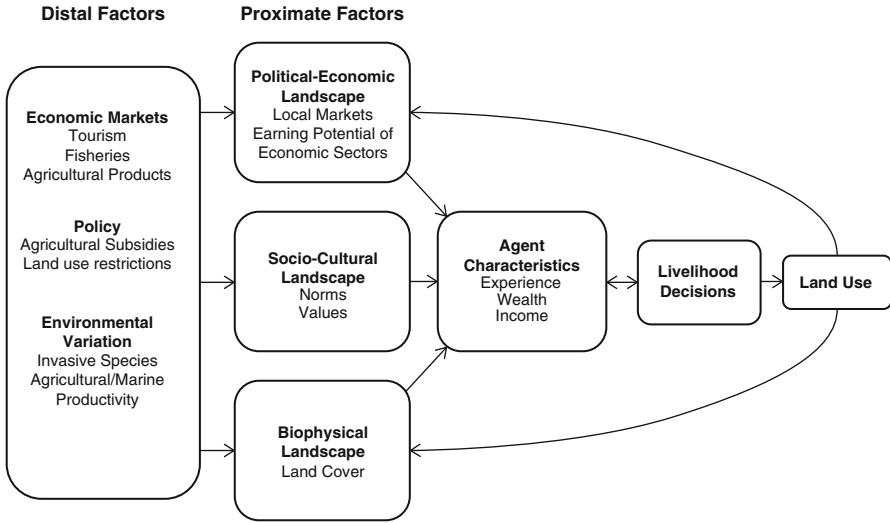 Distal Factors
Proximate Factors
Economic Markets
Tourism
Fisheries
Agricultural Products
Policy
Agricultural Subsidies
Land use restrictions
Environmental
Variation
Invasive Species
Agricultural/Marine
Productivity
Political-Economic
Landscape
Local Markets
Earning Potential of
Economic Sectors
Socio-Cultural
Landscape
Norms
Values
Biophysical
Landscape
Land Cover
Agent
Characteristics
Experience
Wealth
Income
Livelihood
Decisions
Land Use